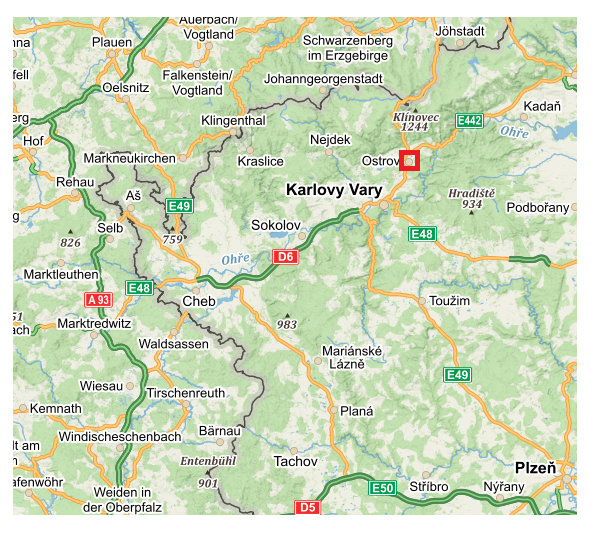 Auerbach/
Vogtland
Jöhstadt
Plauen
Schwarzenberg
im Erzgebirge
Falkenstein/
Vogtland
Johanngeorgenstadt
Oelsnitz
Kadaň
Klínovec
1244
E442
Ohře
Klingenthal
Hof
Nejdek
Markneukirchen
Kraslice
Ostrov
Rehau
Karlovy Vary
Aš
E49
Hradiště
934
Podbořany
Selb
Sokolov
E48
826
759
D6
Ohře
Marktleuthen
E48
A 93
Cheb
Toužim
983
Marktredwitz
Waldsassen
Mariánské
Lázně
E49
Wiesau
Tirschenreuth
Kemnath
Planá
Bärnau
Windischeschenbach
Entenbühl
901
Tachov
Plzeň
Stříbro
Nýřany
E50
Weiden in
der Oberpfalz
D5